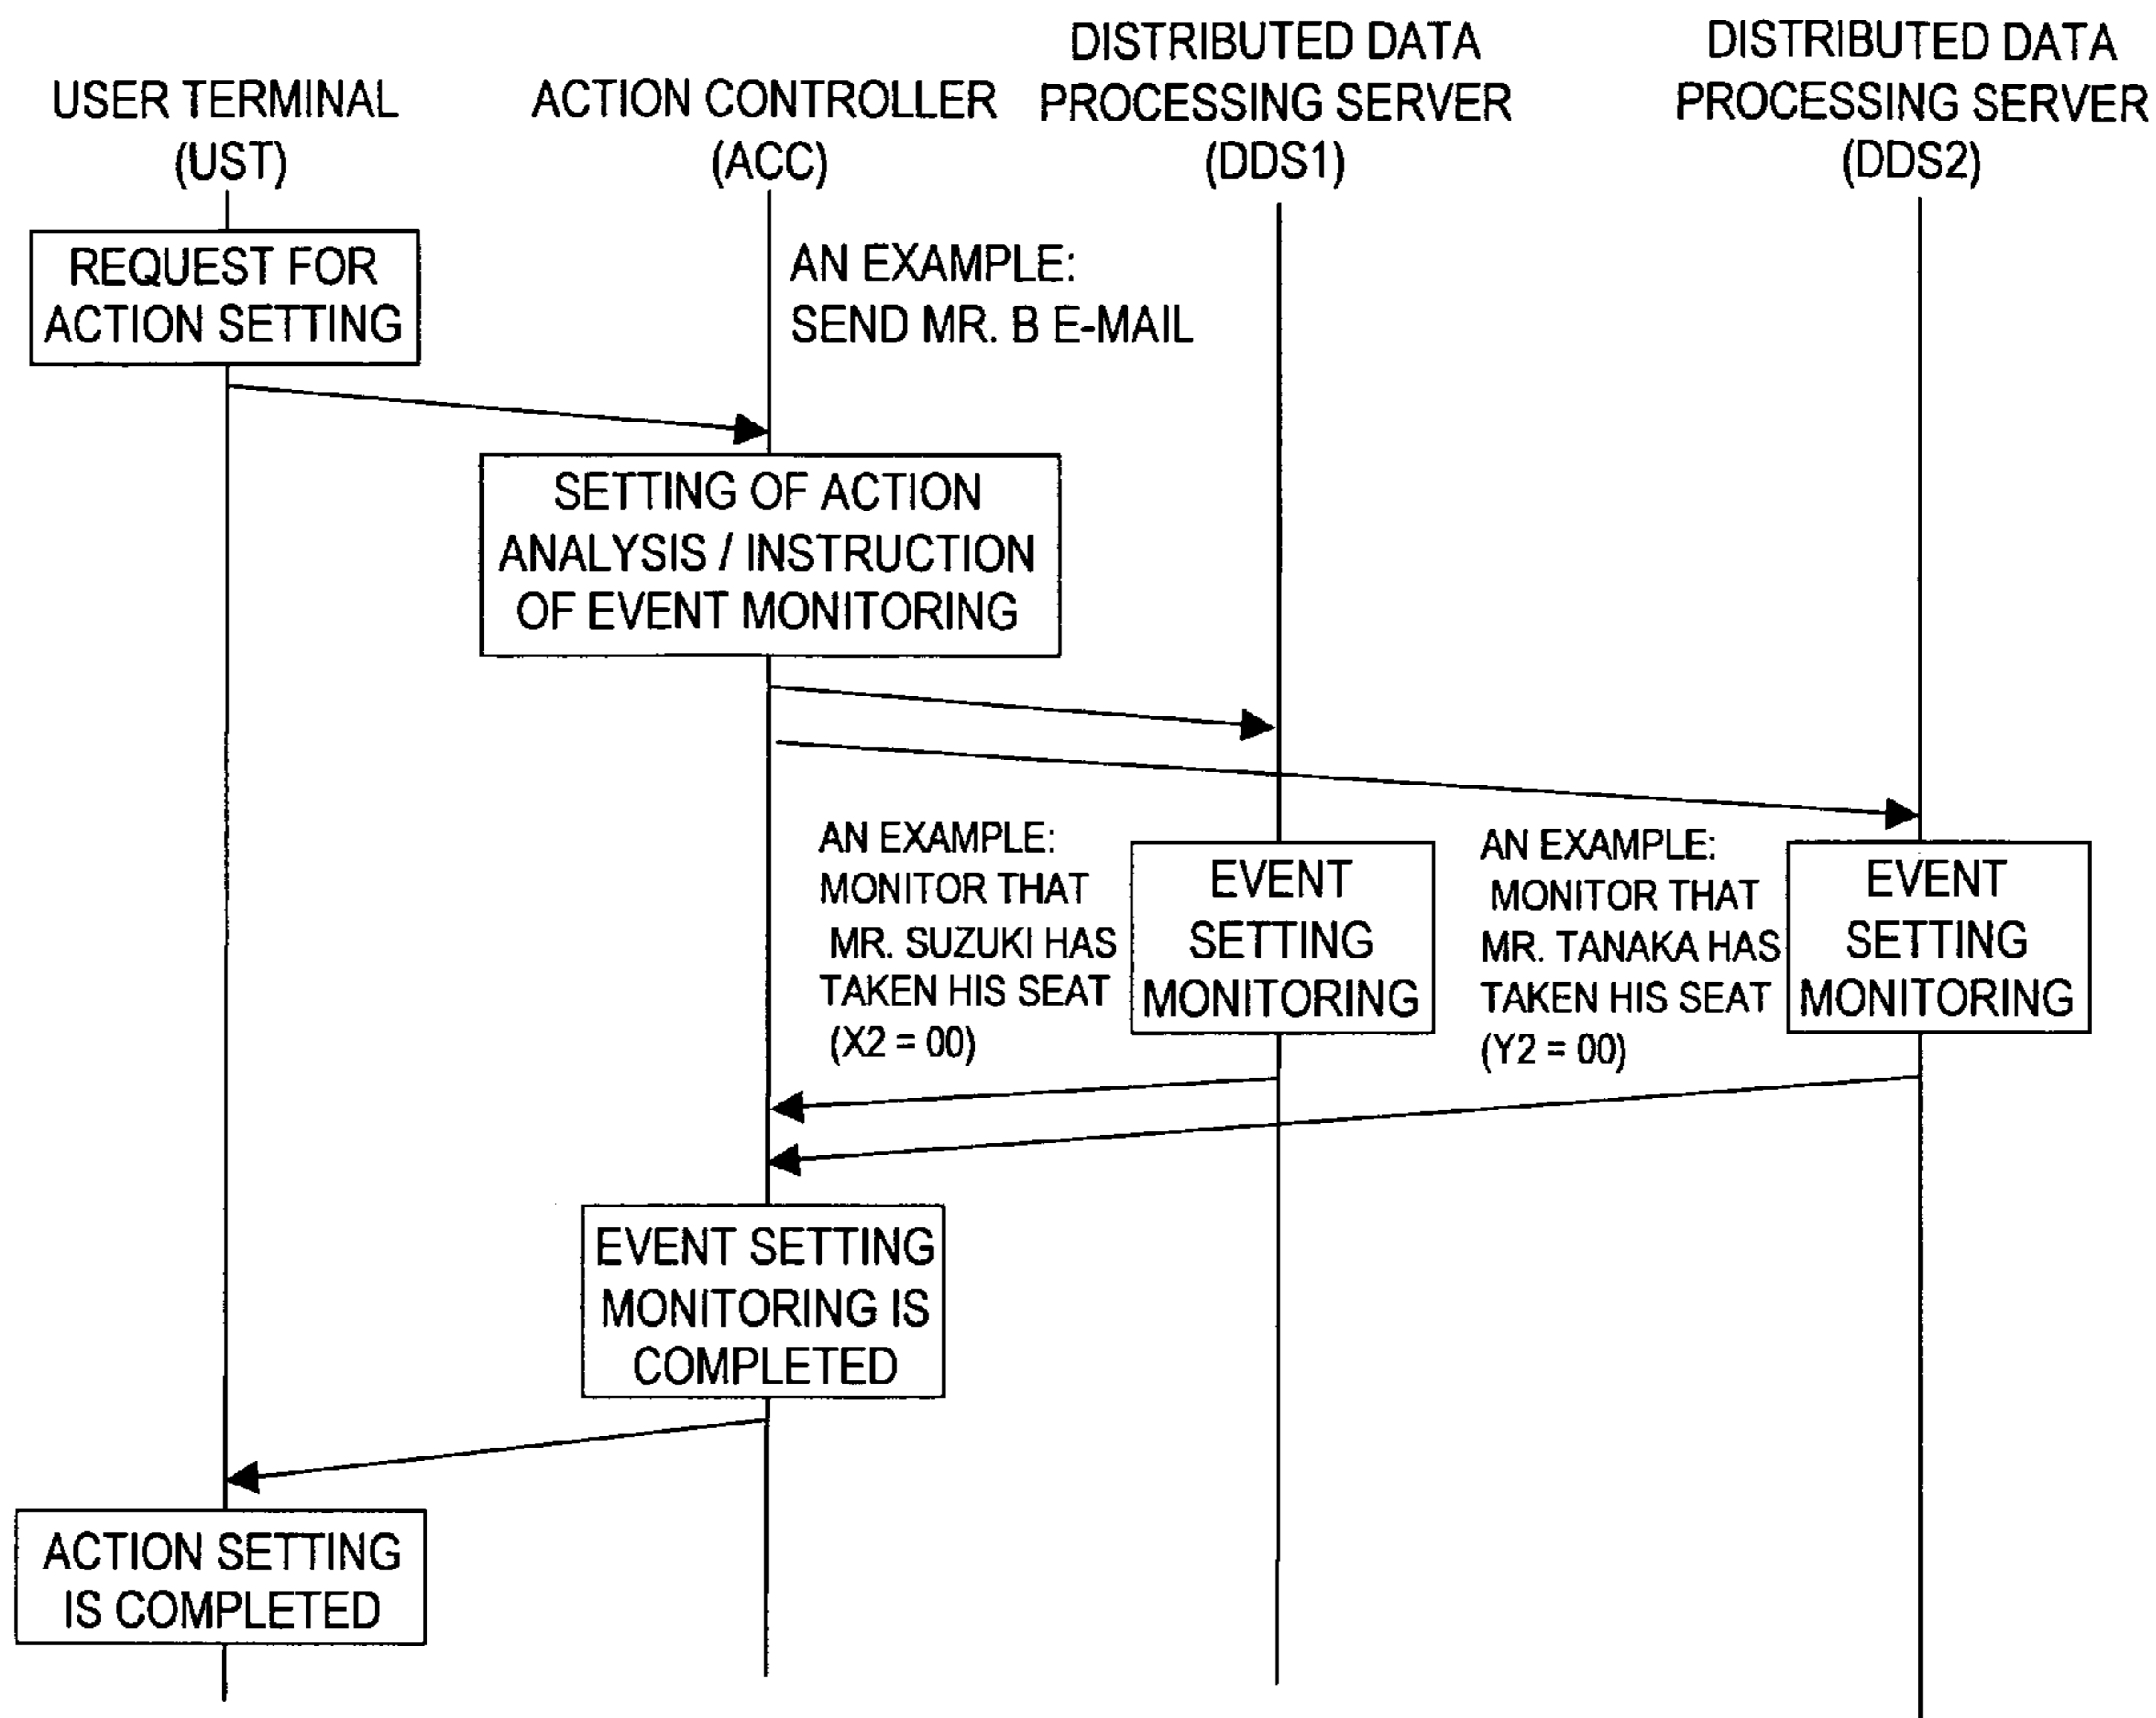 USER TERMINAL
(UST)
ACTION CONTROLLER
(ACC)
DISTRIBUTED DATA
PROCESSING SERVER
(DDS1)
DISTRIBUTED DATA
PROCESSING SERVER
(DDS2)
REQUEST FOR
ACTION SETTING
AN EXAMPLE:
SEND MR. B E-MAIL
SETTING OF ACTION
ANALYSIS / INSTRUCTION
OF EVENT MONITORING
AN EXAMPLE:
MONITOR THAT
MR. SUZUKI HAS
TAKEN HIS SEAT
(X2 = 00)
EVENT
SETTING
MONITORING
AN EXAMPLE:
MONITOR THAT
MR. TANAKA HAS
TAKEN HIS SEAT
(Y2 = 00)
EVENT
SETTING
MONITORING
EVENT SETTING
MONITORING IS
COMPLETED
ACTION SETTING
IS COMPLETED